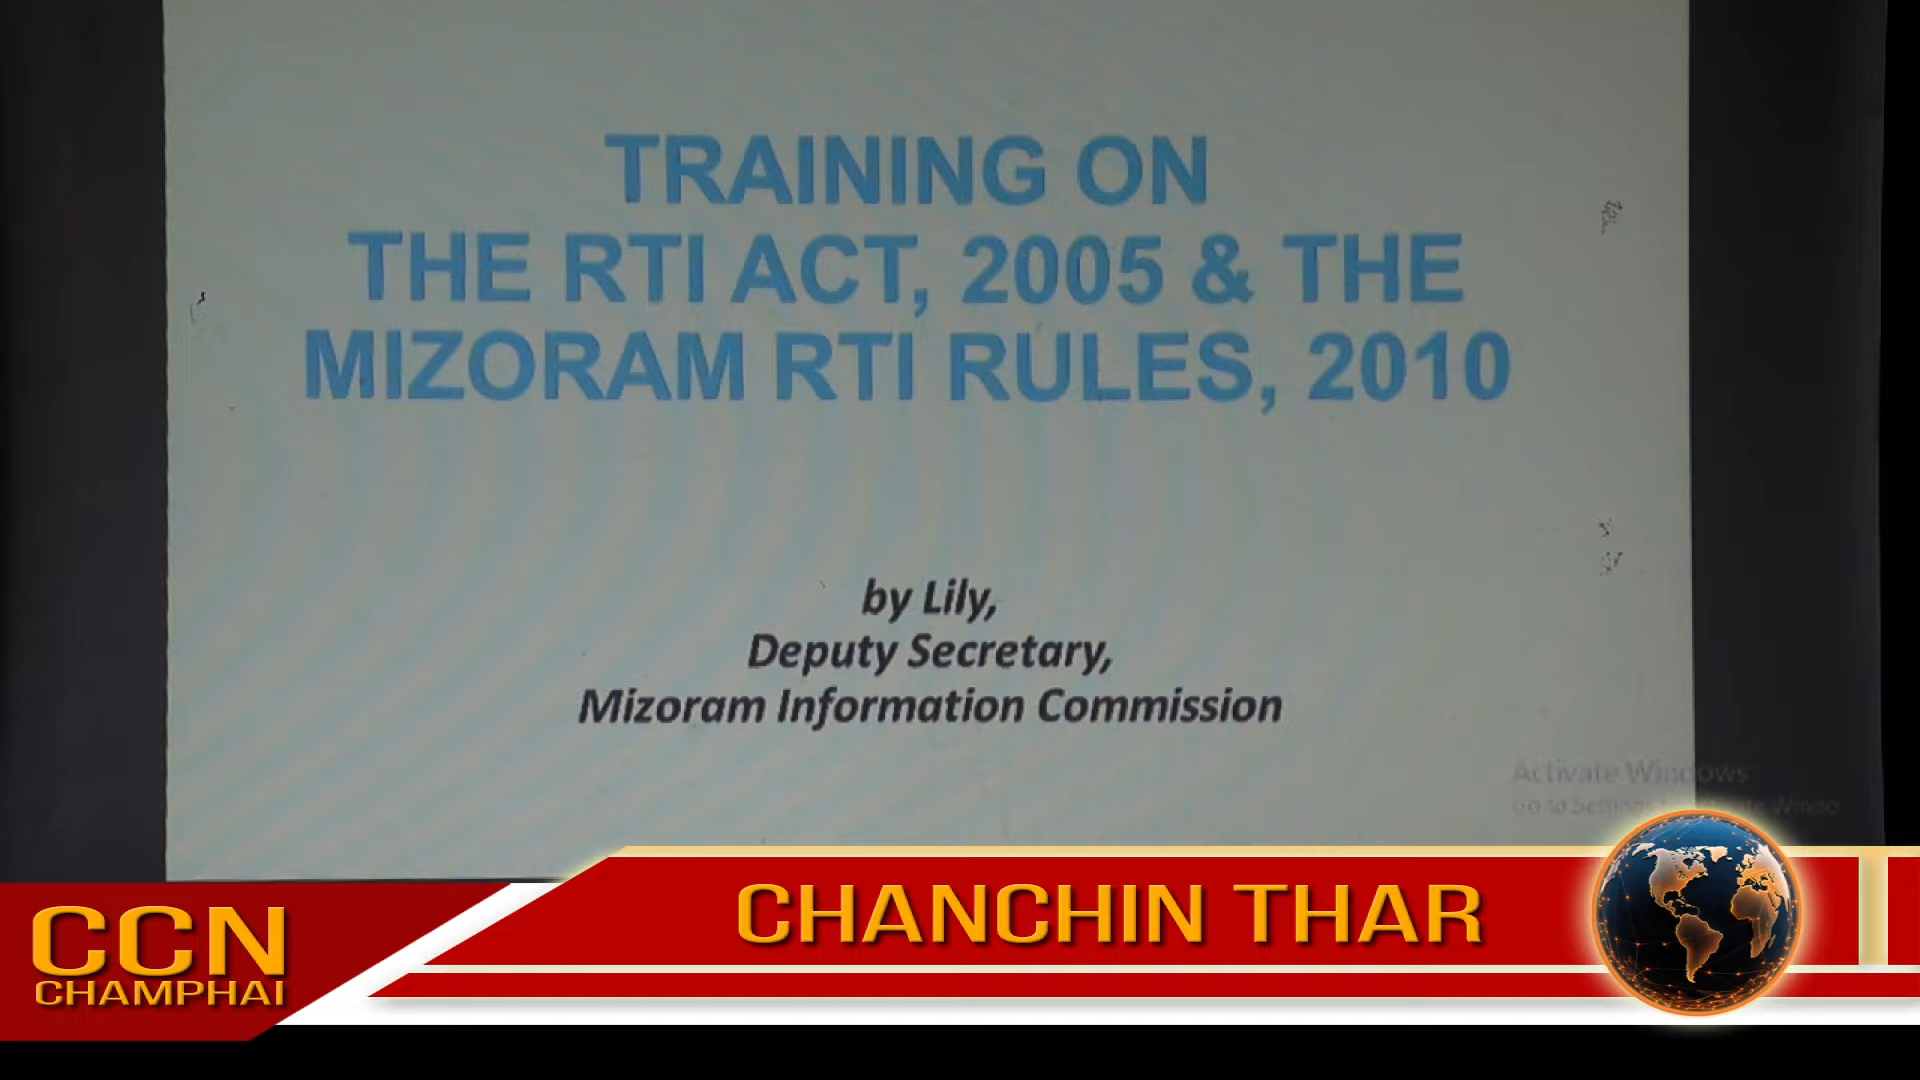 TRAINING ON
THE RTI ACT, 2005 & THE
MIZORAM RTI RULES, 2010
by Lily,
Deputy Secretary,
Mizoram Information Commission
Activate Windows
CHANCHIN THAR
CCN
CHAMPHAI